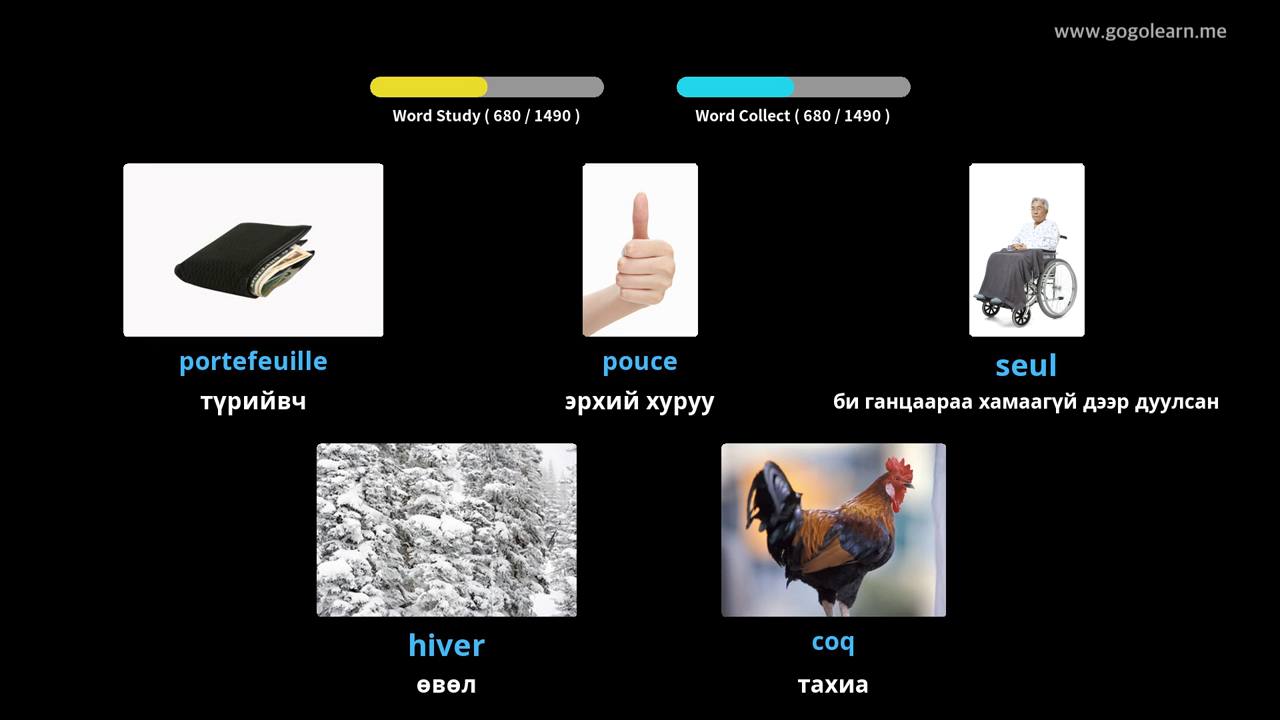 www.gogolearn.me
Word Study ( 680 / 1490 )
Word Collect ( 680 / 1490 )
portefeuille
түрийвч
pouce
эрхий хуруу
seul
би ганцаараа хамаагүй дээр дуулсан
hiver
өвөл
coq
тахиа